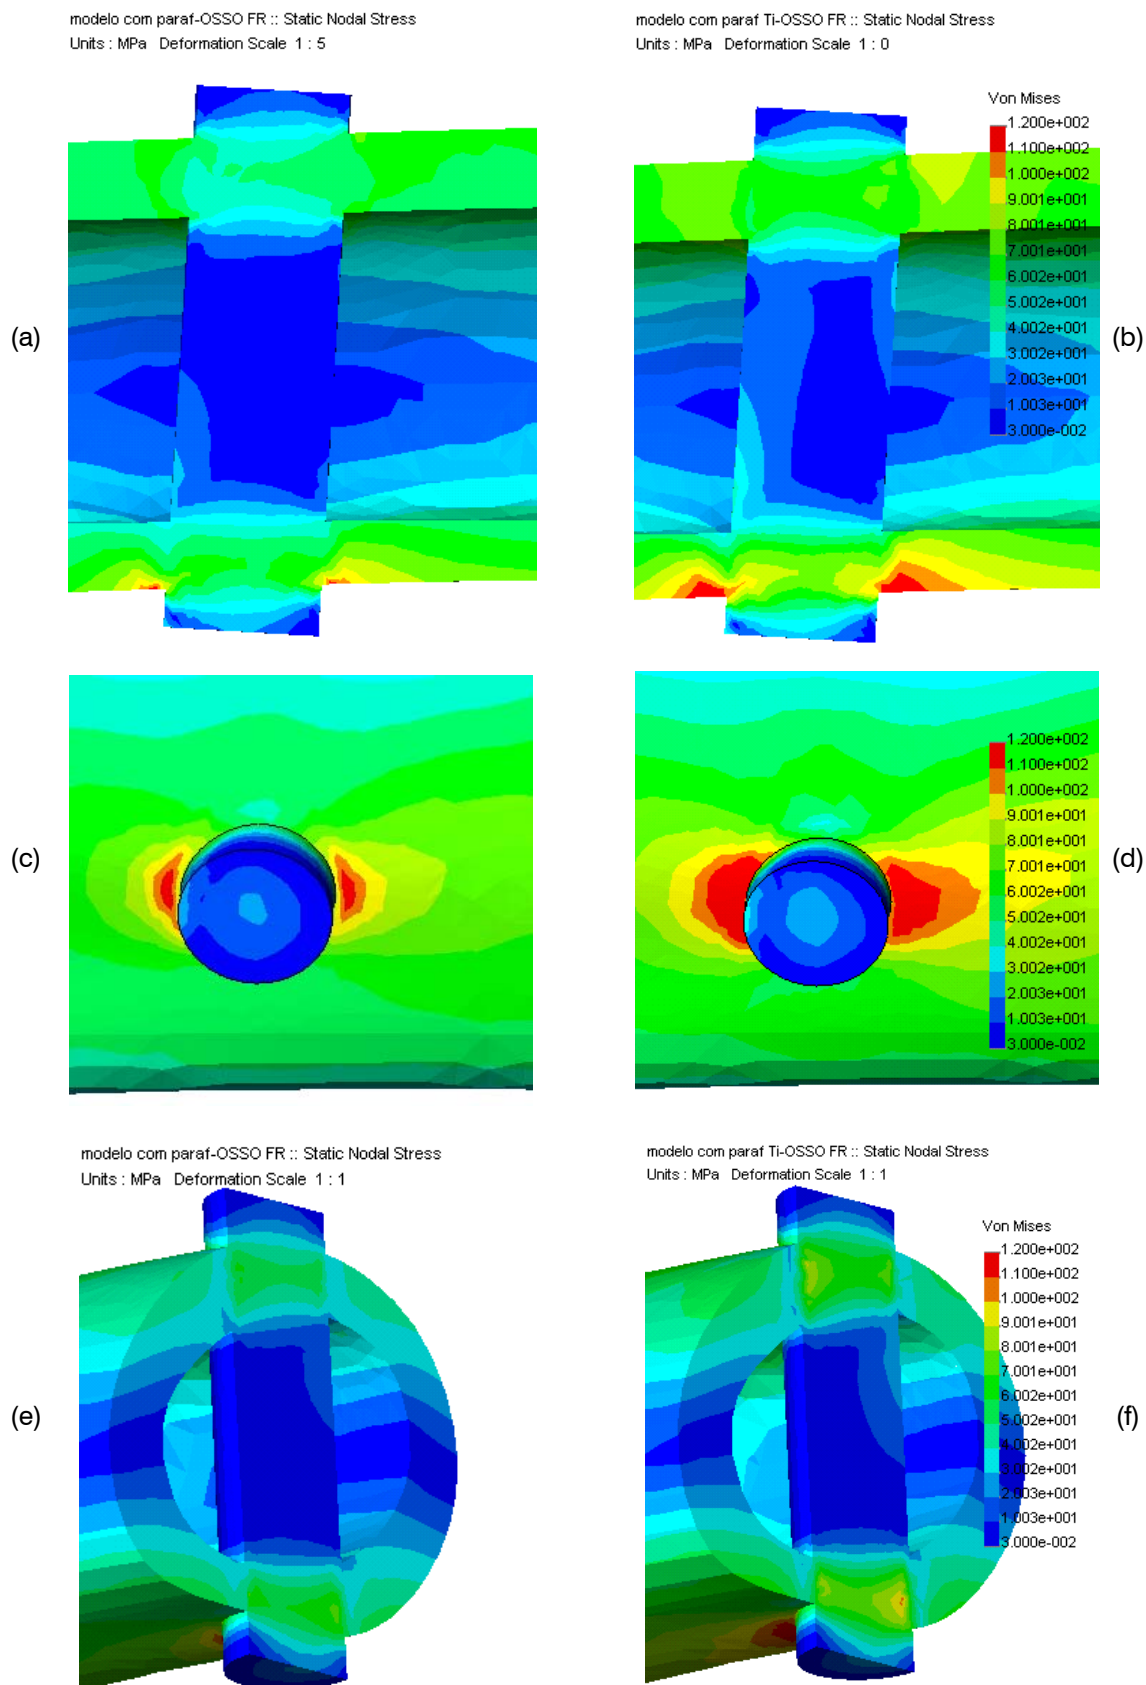 modelo com paraf-OSSO FR :: Static Nodal Stress
Units : MPa Deformation Scale 1 : 5
modelo com paraf Ti-OSSO FR :: Static Nodal Stress
Units : MPa Deformation Scale 1 : 0
Von Mises
1.200e+002
1.100e+002
1.000e+002
9.001e+001
8.001e+001
7.001e+001
6.002e+001
5.002e+001
4.002e+001
3.002e+001
2.003e+001
1.003e+001
3.000e-002
(a)
(b)
1.200e+002
1.100e+002
1.000e+002
9.001e+001
8.001e+001
7.001e+001
6.002e+001
5.002e+001
4.002e+001
3.002e+001
2.003e+001
1.003e+001
3.000e-002
(c)
(d)
modelo com paraf-OSSO FR :: Static Nodal Stress
Units : MPa Deformation Scale 1 : 1
modelo com paraf Ti-OSSO FR :: Static Nodal Stress
Units : MPa Deformation Scale 1 : 1
Von Mises
1.200e+002
1.100e+002
1.000e+002
9.001e+001
8.001e+001
7.001e+001
6.002e+001
5.002e+001
4.002e+001
3.002e+001
2.003e+001
1.003e+001
3.000e-002
(e)
(f)